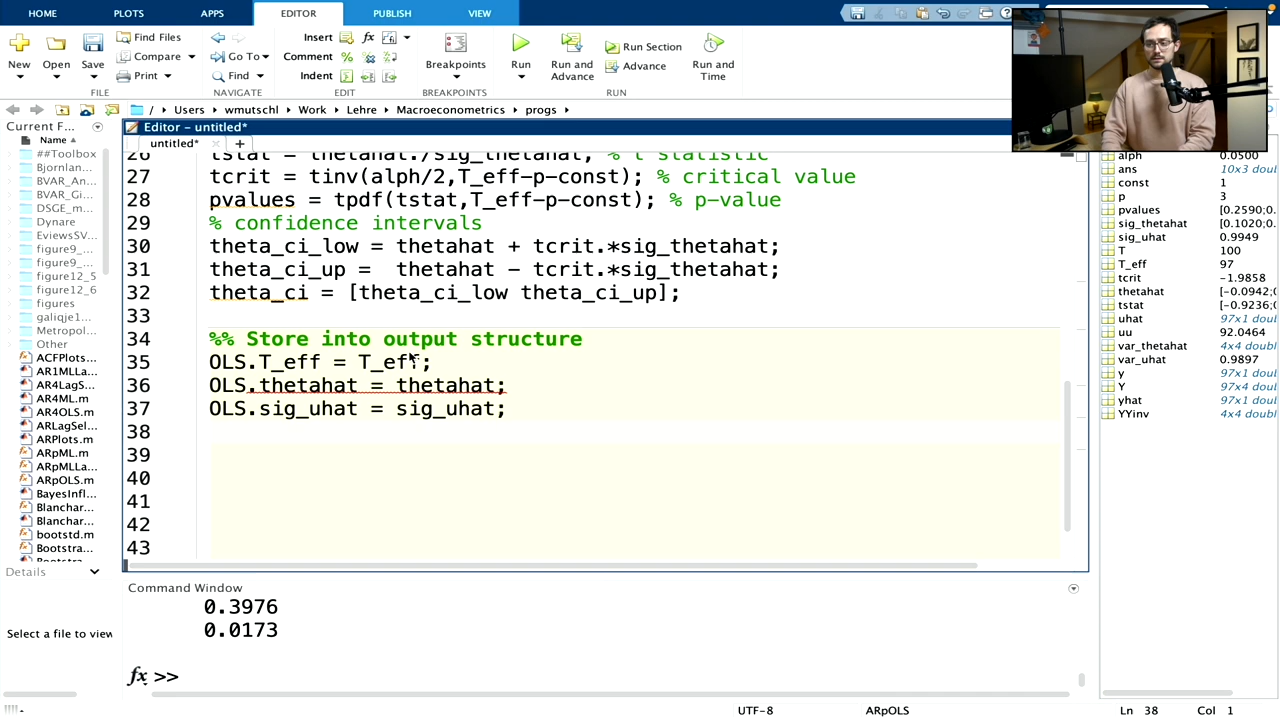 HOME PLOTS APPS EDITOR PUBLISH VIEW
New Open Save Find Files Compare Print
FILE
Go To Find
NAVIGATE
Insert Comment Indent
EDIT
Breakpoints
BREAKPOINTS
Run Run and Advance Run Section Advance Run and Time
RUN
/ Users wmutschl Work Lehre Macroeconometrics progs
Current F...
Name
##Toolbox
Bjornlan...
BVAR_An...
BVAR_Gi...
DSGE_m...
Dynare
EviewsSV...
figure9_...
figure9_...
figure12_5
figure12_6
figures
galiqje1...
Metropol...
Other
ACFPlots...
AR1MLLa...
AR4LagS...
AR4ML.m
AR4OLS.m
ARLagSel...
ARPlots.m
ARpML.m
ARpMLLa...
ARpOLS.m
BayesInfl...
Blanchar...
Blanchar...
bootstd.m
Bootstra...
Bootstra...
Details
Select a file to view
Editor - untitled*
untitled* +
26 tstat = thetahat./sig_thetahat; % t statistic
27 tcrit = tinv(alph/2,T_eff-p-const); % critical value
28 pvalues = tpdf(tstat,T_eff-p-const); % p-value
29 % confidence intervals
30 theta_ci_low = thetahat + tcrit.*sig_thetahat;
31 theta_ci_up =  thetahat - tcrit.*sig_thetahat;
32 theta_ci = [theta_ci_low theta_ci_up];
33
34 %% Store into output structure
35 OLS.T_eff = T_eff;
36 OLS.thetahat = thetahat;
37 OLS.sig_uhat = sig_uhat;
38
39
40
41
42
43
Command Window
0.3976
0.0173
fx >>
alph 0.0500
ans 10x3 doubl
const 1
p 3
pvalues [0.2590;0.
sig_thetahat [0.1020;0.
sig_uhat 0.9949
T 100
T_eff 97
tcrit -1.9858
thetahat [-0.0942;0
tstat [-0.9236;0
uhat 97x1 doubl
uu 92.0464
var_thetahat 4x4 doubl
var_uhat 0.9897
y 97x1 doubl
Y 97x4 doubl
yhat 97x1 doubl
YYinv 4x4 doubl
UTF-8 ARpOLS Ln 38 Col 1